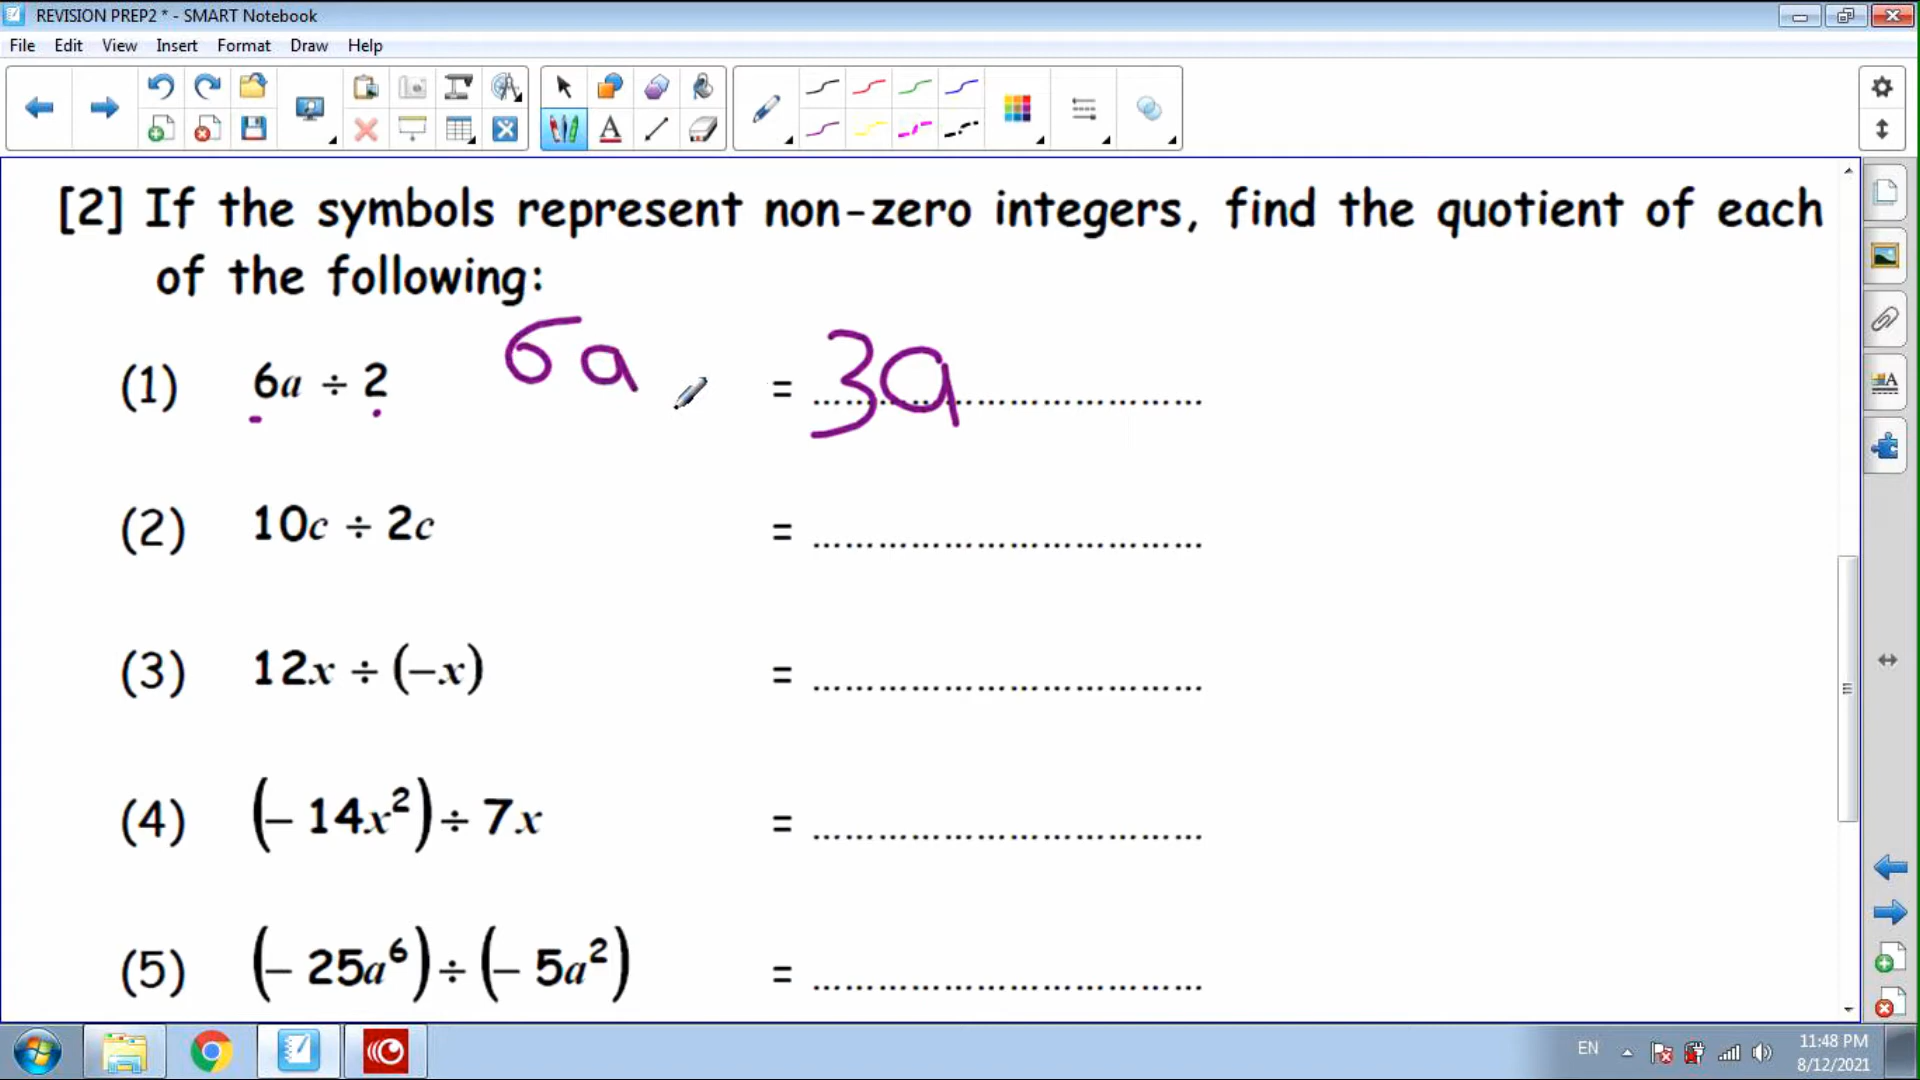 REVISION PREP2 * - SMART Notebook
File Edit View Insert Format Draw Help
[2] If the symbols represent non-zero integers, find the quotient of each
of the following:
(1) 6a ÷ 2 6a = 3a
(2) 10c ÷ 2c = ....................................
(3) 12x ÷ (−x) = ....................................
(4) (− 14x²) ÷ 7x = ....................................
(5) (− 25a⁶) ÷ (− 5a²) = ....................................
EN 11:48 PM
8/12/2021